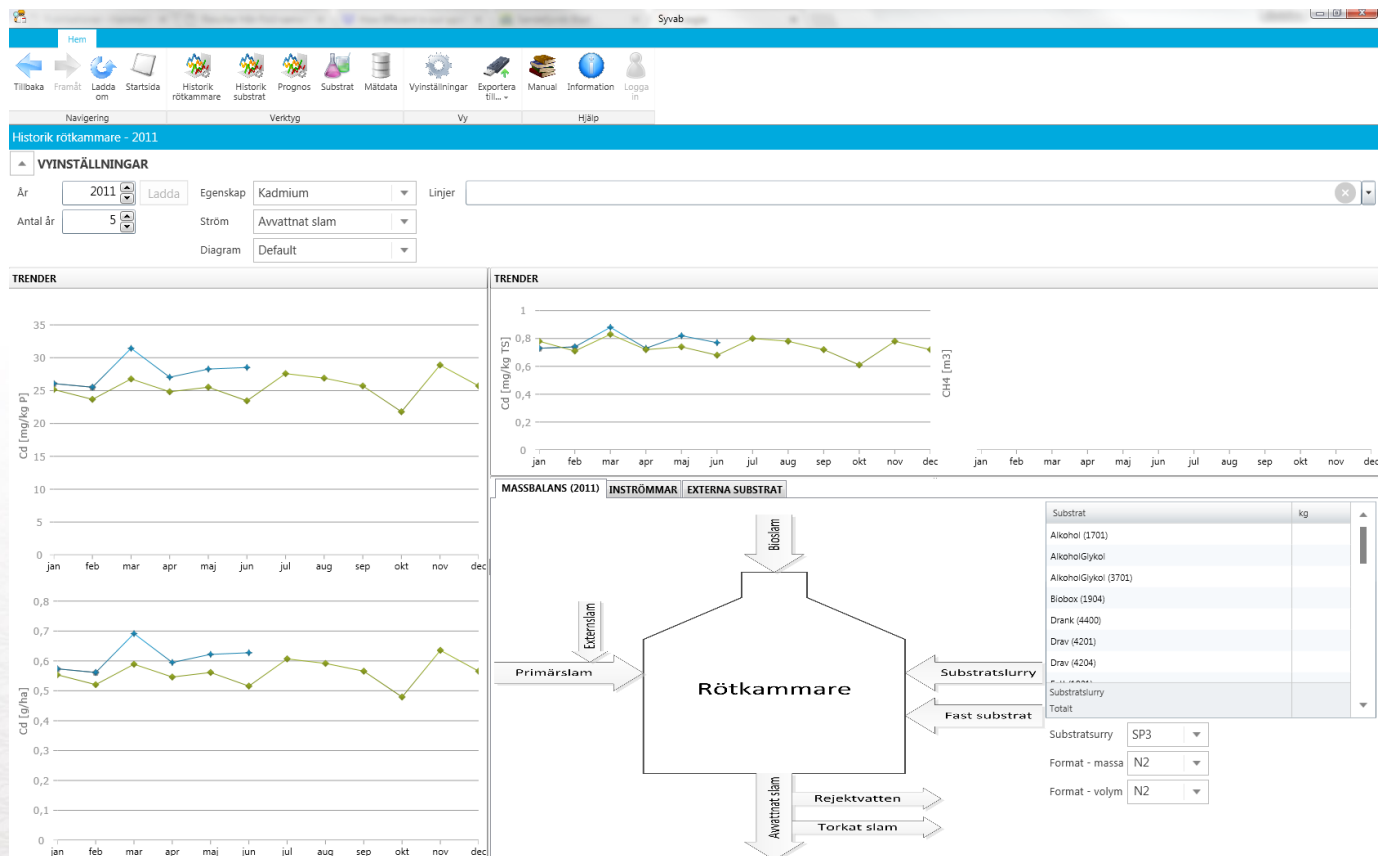 Syvab
Hem
Tillbaka
Framåt
Ladda om
Startsida
Historik rötkammare
Historik substrat
Prognos
Substrat
Mätdata
Vyinställningar
Exportera till...
Manual
Information
Logga in
Navigering
Verktyg
Vy
Hjälp
Historik rötkammare - 2011
VYINSTÄLLNINGAR
År 2011 Ladda Egenskap Kadmium Linjer
Antal år 5 Ström Avvattnat slam
Diagram Default
TRENDER
35
30
25
20
15
10
5
0
Cd [mg/kg P]
jan feb mar apr maj jun jul aug sep okt nov dec
0,8
0,7
0,6
0,5
0,4
0,3
0,2
0,1
0
Cd [g/ha]
jan feb mar apr maj jun jul aug sep okt nov dec
TRENDER
1
0,8
0,6
0,4
0,2
0
Cd [mg/kg TS]
jan feb mar apr maj jun jul aug sep okt nov dec
CH4 [m3]
jan feb mar apr maj jun jul aug sep okt nov dec
MASSBALANS (2011) INSTRÖMMAR EXTERNA SUBSTRAT
Bioslam
Externslam
Primärslam
Rötkammare
Substratslurry
Fast substrat
Avvattnat slam
Rejektvatten
Torkat slam
Substrat kg
Alkohol (1701)
AlkoholGlykol
AlkoholGlykol (3701)
Biobox (1904)
Drank (4400)
Drav (4201)
Drav (4204)
Substratslurry
Totalt
Substratsurry SP3
Format - massa N2
Format - volym N2